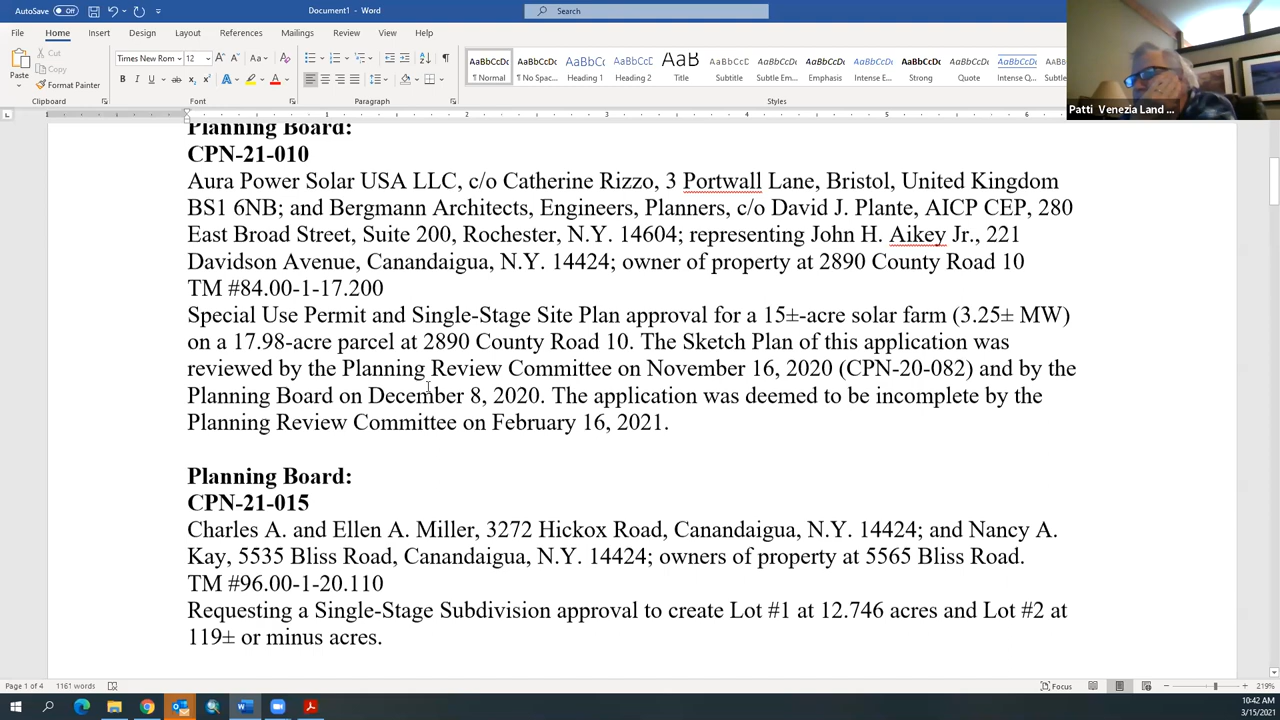 AutoSave Off Document1 - Word Search
File Home Insert Design Layout References Mailings Review View Help
Paste Cut Copy Format Painter Clipboard
Times New Rom 12 Font
Paragraph
¶ Normal ¶ No Spac... Heading 1 Heading 2 Title Subtitle Subtle Em... Emphasis Intense E... Strong Quote Intense Q...
Styles
Patti Venezia Land ...
Planning Board:
CPN-21-010
Aura Power Solar USA LLC, c/o Catherine Rizzo, 3 Portwall Lane, Bristol, United Kingdom
BS1 6NB; and Bergmann Architects, Engineers, Planners, c/o David J. Plante, AICP CEP, 280
East Broad Street, Suite 200, Rochester, N.Y. 14604; representing John H. Aikey Jr., 221
Davidson Avenue, Canandaigua, N.Y. 14424; owner of property at 2890 County Road 10
TM #84.00-1-17.200
Special Use Permit and Single-Stage Site Plan approval for a 15±-acre solar farm (3.25± MW)
on a 17.98-acre parcel at 2890 County Road 10. The Sketch Plan of this application was
reviewed by the Planning Review Committee on November 16, 2020 (CPN-20-082) and by the
Planning Board on December 8, 2020. The application was deemed to be incomplete by the
Planning Review Committee on February 16, 2021.
Planning Board:
CPN-21-015
Charles A. and Ellen A. Miller, 3272 Hickox Road, Canandaigua, N.Y. 14424; and Nancy A.
Kay, 5535 Bliss Road, Canandaigua, N.Y. 14424; owners of property at 5565 Bliss Road.
TM #96.00-1-20.110
Requesting a Single-Stage Subdivision approval to create Lot #1 at 12.746 acres and Lot #2 at
119± or minus acres.
Page 1 of 4 1161 words Focus 219%
10:42 AM
3/15/2021